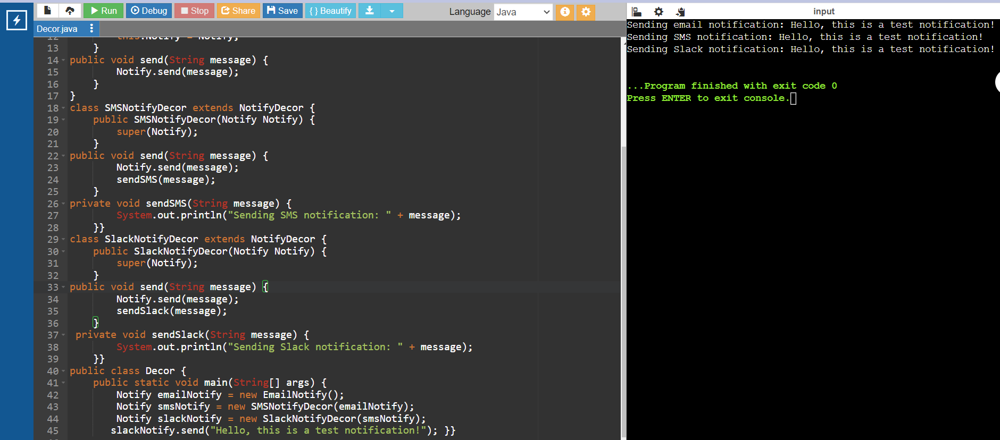 Run Debug Stop Share Save { } Beautify Language Java
input
Decor.java
13 }
14 public void send(String message) {
15 Notify.send(message);
16 }
17 }
18 class SMSNotifyDecor extends NotifyDecor {
19 public SMSNotifyDecor(Notify Notify) {
20 super(Notify);
21 }
22 public void send(String message) {
23 Notify.send(message);
24 sendSMS(message);
25 }
26 private void sendSMS(String message) {
27 System.out.println("Sending SMS notification: " + message);
28 }}
29 class SlackNotifyDecor extends NotifyDecor {
30 public SlackNotifyDecor(Notify Notify) {
31 super(Notify);
32 }
33 public void send(String message) {
34 Notify.send(message);
35 sendSlack(message);
36 }
37 private void sendSlack(String message) {
38 System.out.println("Sending Slack notification: " + message);
39 }}
40 public class Decor {
41 public static void main(String[] args) {
42 Notify emailNotify = new EmailNotify();
43 Notify smsNotify = new SMSNotifyDecor(emailNotify);
44 Notify slackNotify = new SlackNotifyDecor(smsNotify);
45 slackNotify.send("Hello, this is a test notification!"); }}
Sending email notification: Hello, this is a test notification!
Sending SMS notification: Hello, this is a test notification!
Sending Slack notification: Hello, this is a test notification!
...Program finished with exit code 0
Press ENTER to exit console.